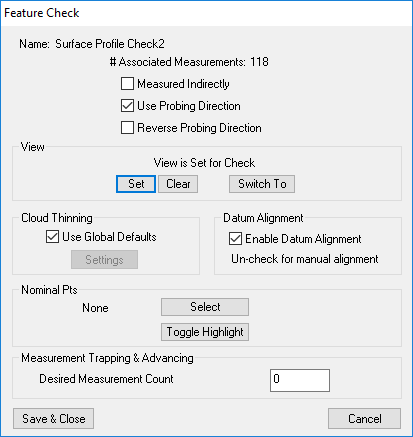 Feature Check
Name: Surface Profile Check2
# Associated Measurements: 118
Measured Indirectly
Use Probing Direction
Reverse Probing Direction
View
View is Set for Check
Set Clear Switch To
Cloud Thinning
Use Global Defaults
Settings
Datum Alignment
Enable Datum Alignment
Un-check for manual alignment
Nominal Pts
None Select
Toggle Highlight
Measurement Trapping & Advancing
Desired Measurement Count 0
Save & Close Cancel